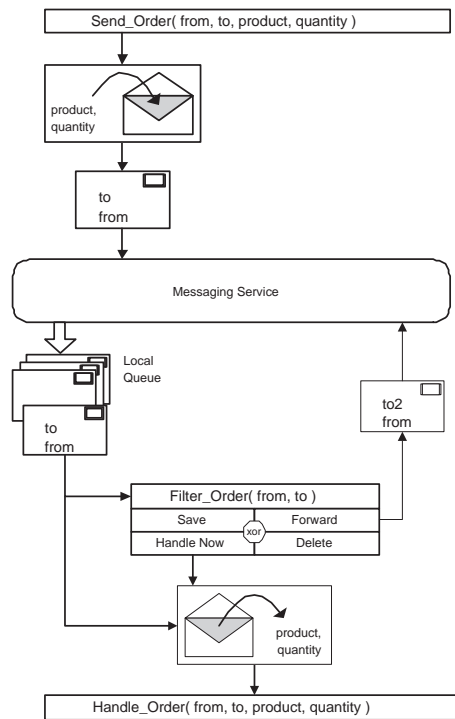 Send_Order( from, to, product, quantity )
product,
quantity
to
from
Messaging Service
Local
Queue
to
from
to2
from
Filter_Order( from, to )
Save
Forward
xor
Handle Now
Delete
product,
quantity
Handle_Order( from, to, product, quantity )